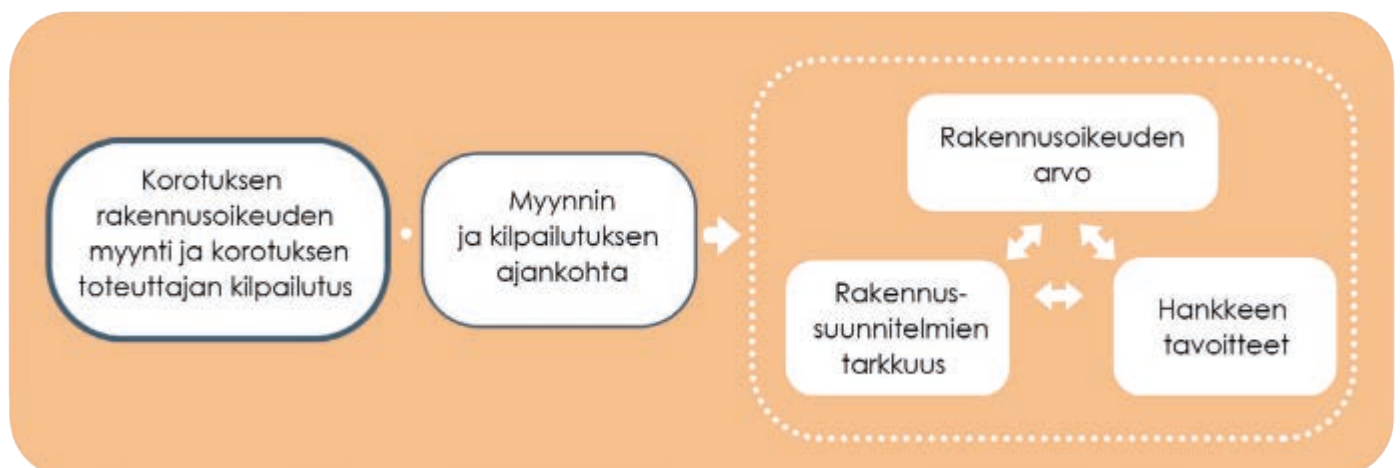 Korotuksen
rakennusoikeuden
myynti ja korotuksen
toteuttajan kilpailutus
Myynnin
ja kilpailutuksen
ajankohta
Rakennusoikeuden
arvo
Rakennus-
suunnitelmien
tarkkuus
Hankkeen
tavoitteet